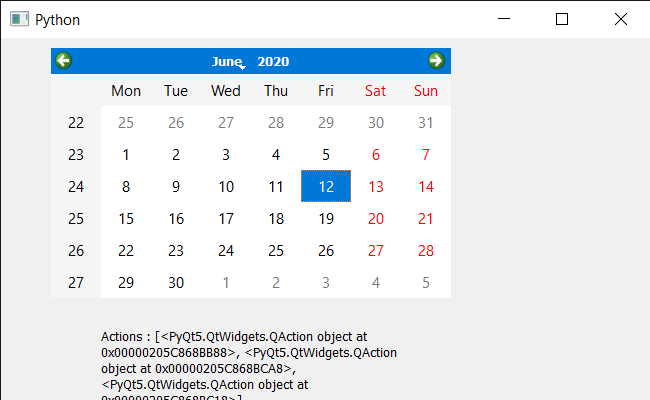 Python
June 2020
Mon Tue Wed Thu Fri Sat Sun
22 25 26 27 28 29 30 31
23 1 2 3 4 5 6 7
24 8 9 10 11 12 13 14
25 15 16 17 18 19 20 21
26 22 23 24 25 26 27 28
27 29 30 1 2 3 4 5
Actions : [<PyQt5.QtWidgets.QAction object at
0x00000205C868BB88>, <PyQt5.QtWidgets.QAction
object at 0x00000205C868BCA8>,
<PyQt5.QtWidgets.QAction object at
0x00000205C868BC18>]